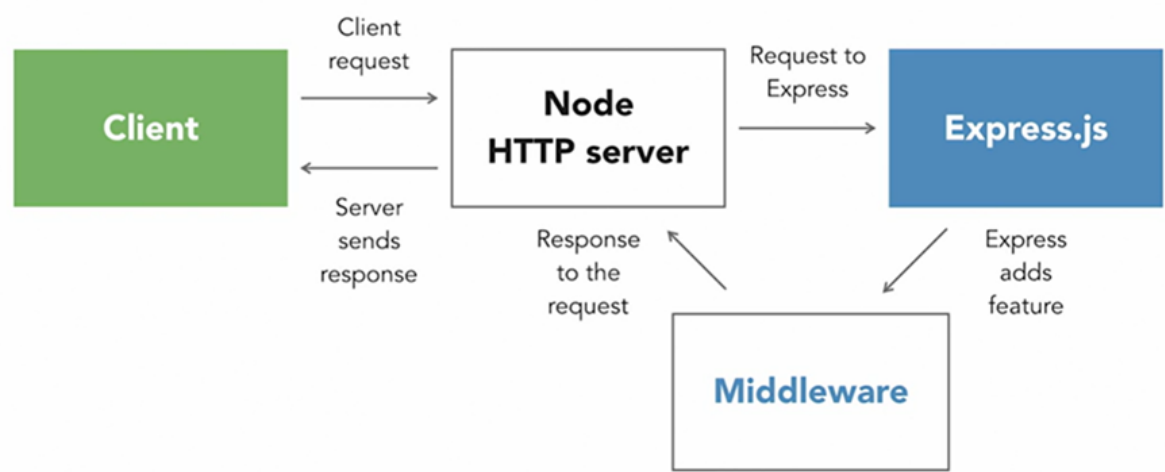 Client
request
Client
Node
HTTP server
Request to
Express
Express.js
Server
sends
response
Response
to the
request
Express
adds
feature
Middleware